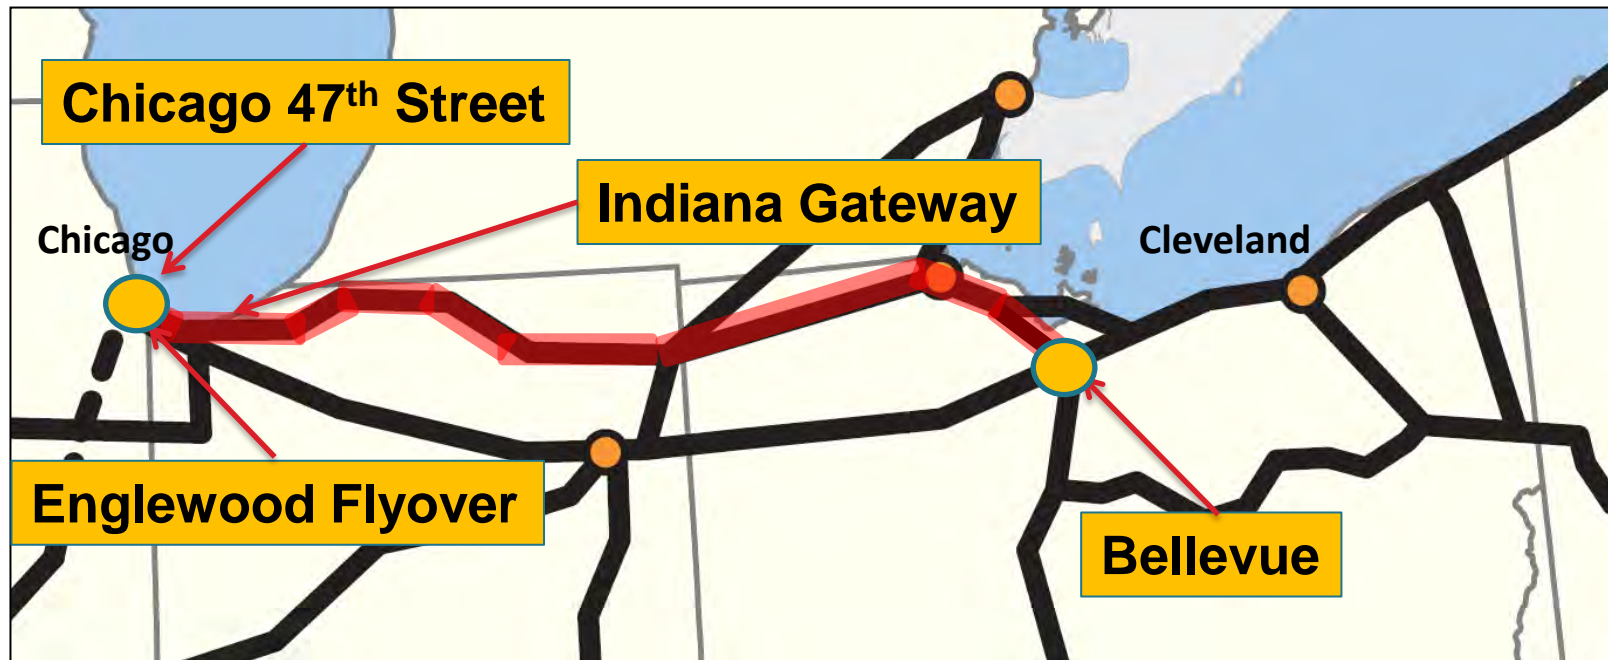 Chicago 47th Street
Indiana Gateway
Chicago
Cleveland
Englewood Flyover
Bellevue